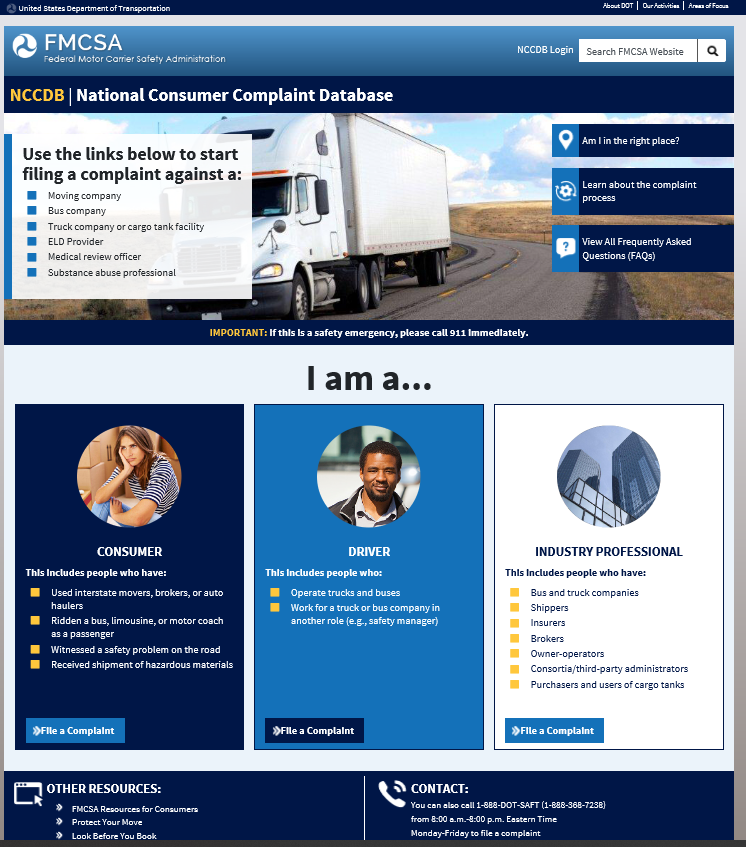 United States Department of Transportation
About DOT | Our Activities | Areas of Focus
FMCSA
Federal Motor Carrier Safety Administration
NCCDB Login
Search FMCSA Website
NCCDB | National Consumer Complaint Database
Use the links below to start
filing a complaint against a:
Moving company
Bus company
Truck company or cargo tank facility
ELD Provider
Medical review officer
Substance abuse professional
Am I in the right place?
Learn about the complaint
process
View All Frequently Asked
Questions (FAQs)
IMPORTANT: If this is a safety emergency, please call 911 immediately.
I am a...
CONSUMER
This includes people who have:
Used interstate movers, brokers, or auto
haulers
Ridden a bus, limousine, or motor coach
as a passenger
Witnessed a safety problem on the road
Received shipment of hazardous materials
File a Complaint
DRIVER
This includes people who:
Operate trucks and buses
Work for a truck or bus company in
another role (e.g., safety manager)
File a Complaint
INDUSTRY PROFESSIONAL
This includes people who have:
Bus and truck companies
Shippers
Insurers
Brokers
Owner-operators
Consortia/third-party administrators
Purchasers and users of cargo tanks
File a Complaint
OTHER RESOURCES:
FMCSA Resources for Consumers
Protect Your Move
Look Before You Book
CONTACT:
You can also call 1-888-DOT-SAFT (1-888-368-7238)
from 8:00 a.m.-8:00 p.m. Eastern Time
Monday-Friday to file a complaint